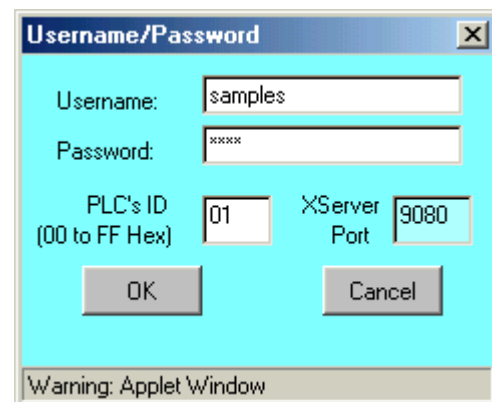 Username/Password
Username: samples
Password: ****
PLC's ID
(00 to FF Hex) 01
XServer
Port 9080
OK Cancel
Warning: Applet Window